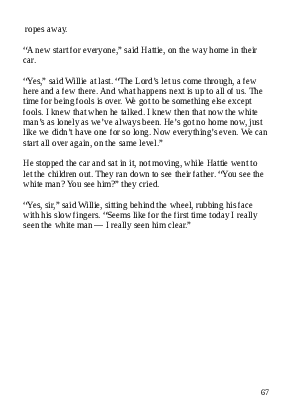 ropes away.
“A new start for everyone,” said Hattie, on the way home in their
car.
“Yes,” said Willie at last. “The Lord’s let us come through, a few
here and a few there. And what happens next is up to all of us. The
time for being fools is over. We got to be something else except
fools. I knew that when he talked. I knew then that now the white
man’s as lonely as we’ve always been. He’s got no home now, just
like we didn’t have one for so long. Now everything’s even. We can
start all over again, on the same level.”
He stopped the car and sat in it, not moving, while Hattie went to
let the children out. They ran down to see their father. “You see the
white man? You see him?” they cried.
“Yes, sir,” said Willie, sitting behind the wheel, rubbing his face
with his slow fingers. “Seems like for the first time today I really
seen the white man — I really seen him clear.”
67